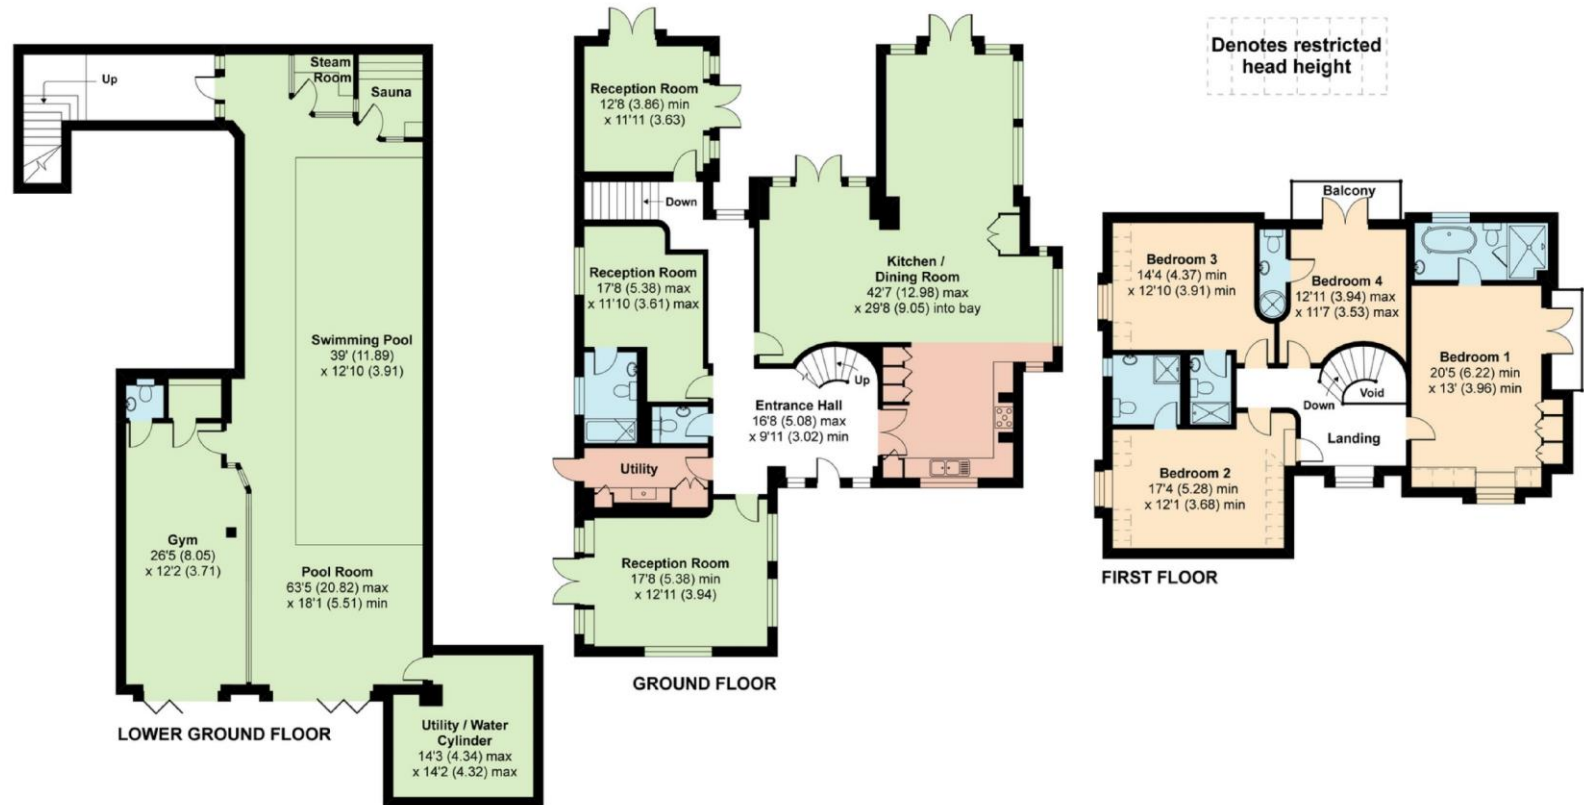 Up
Steam
Room
Sauna
Swimming Pool
39' (11.89)
x 12'10 (3.91)
Gym
26'5 (8.05)
x 12'2 (3.71)
Pool Room
63'5 (20.82) max
x 18'1 (5.51) min
Utility / Water
Cylinder
14'3 (4.34) max
x 14'2 (4.32) max
LOWER GROUND FLOOR
Reception Room
12'8 (3.86) min
x 11'11 (3.63)
Down
Reception Room
17'8 (5.38) max
x 11'10 (3.61) max
Kitchen /
Dining Room
42'7 (12.98) max
x 29'8 (9.05) into bay
Up
Entrance Hall
16'8 (5.08) max
x 9'11 (3.02) min
Utility
Reception Room
17'8 (5.38) min
x 12'11 (3.94)
GROUND FLOOR
Denotes restricted
head height
Balcony
Bedroom 3
14'4 (4.37) min
x 12'10 (3.91) min
Bedroom 4
12'11 (3.94) max
x 11'7 (3.53) max
Bedroom 1
20'5 (6.22) min
x 13' (3.96) min
Down
Void
Landing
Bedroom 2
17'4 (5.28) min
x 12'1 (3.68) min
FIRST FLOOR